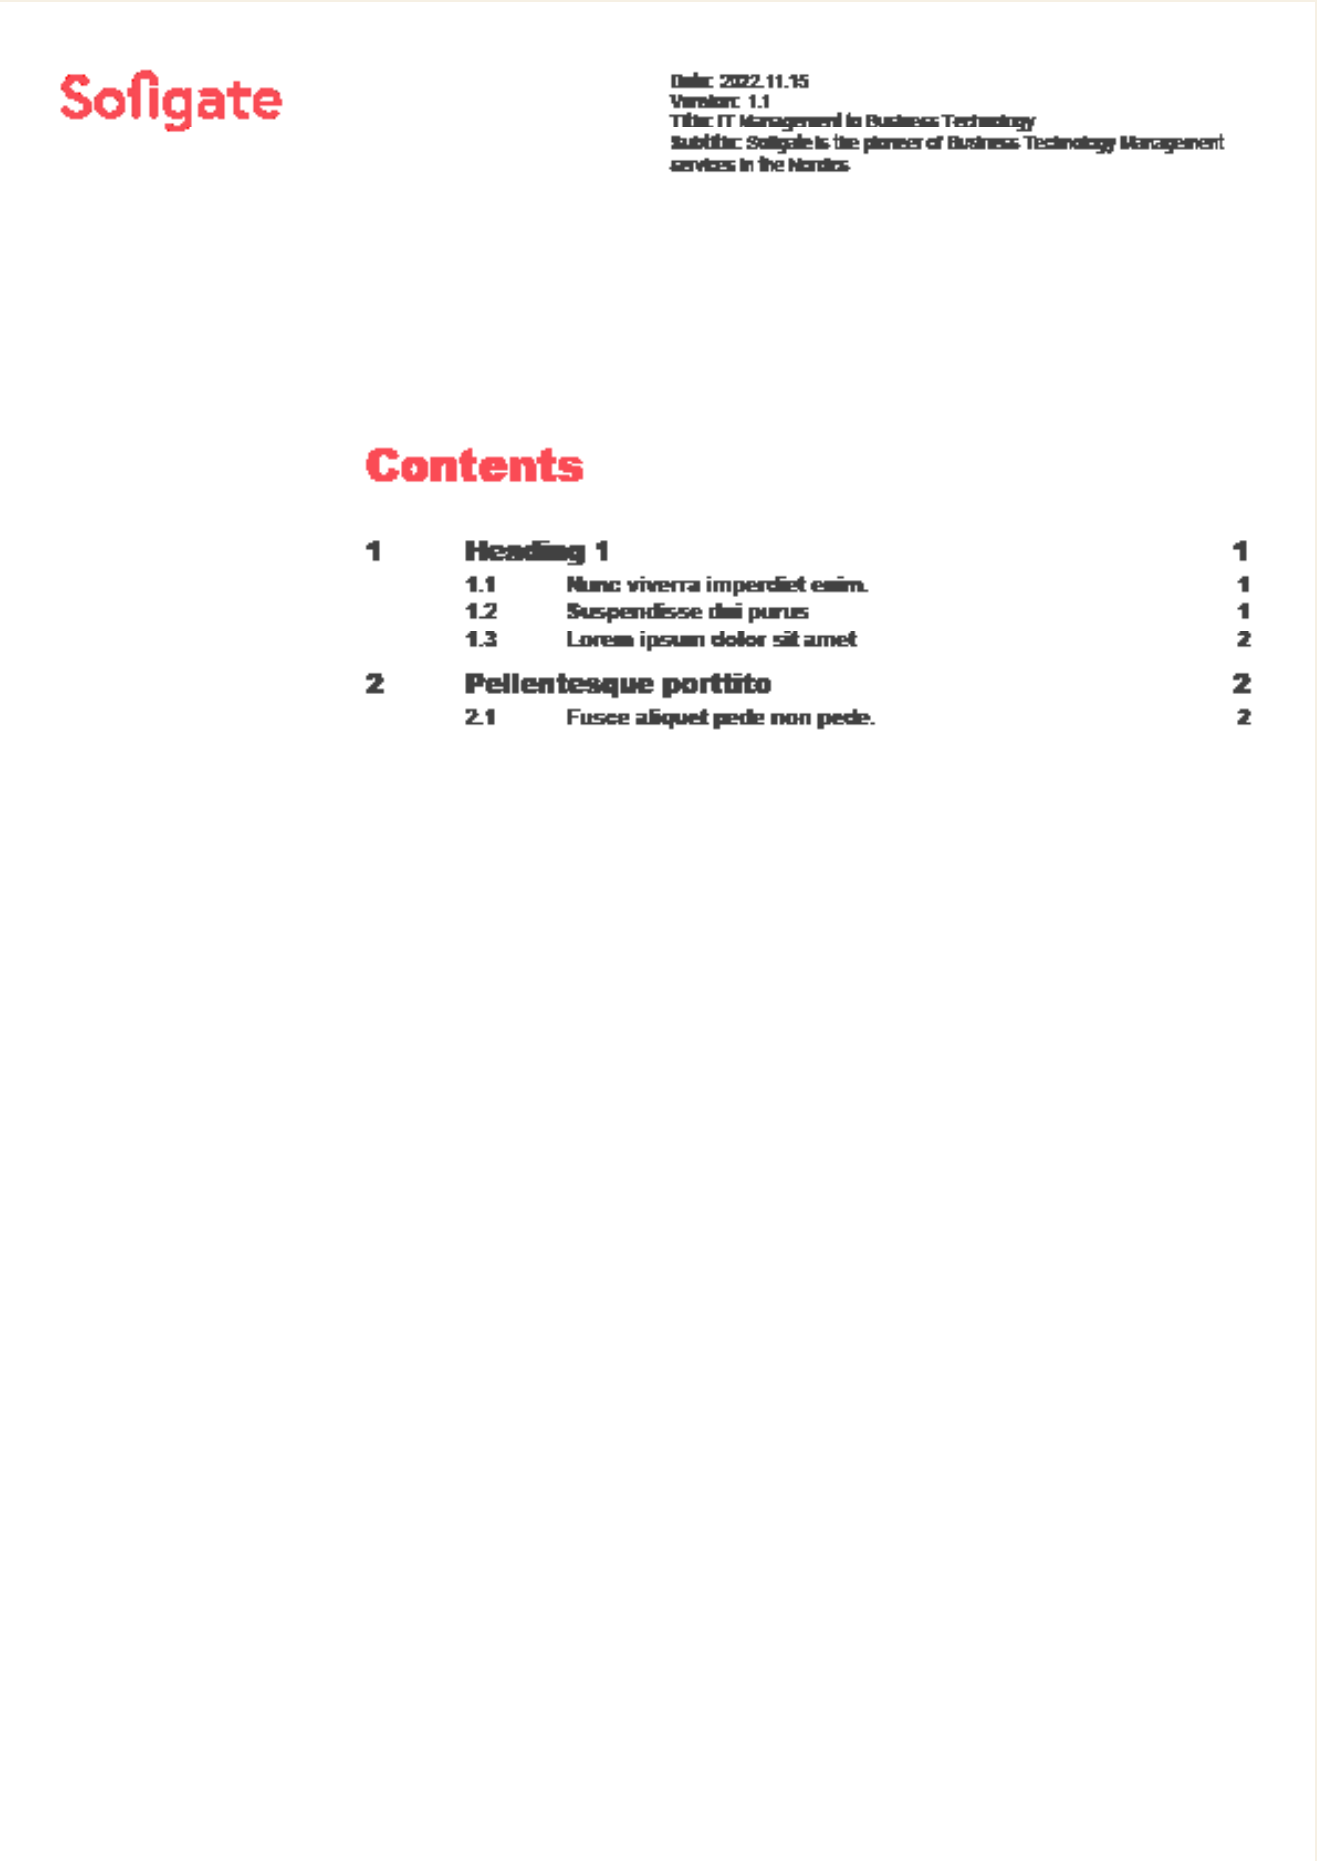 Sofigate
Date: 2022.11.15
Version: 1.1
Title: IT Management to Business Technology
Subtitle: Sofigate is the pioneer of Business Technology Management
services in the Nordics
Contents
1 Heading 1 1
1.1 Nunc viverra imperdiet enim. 1
1.2 Suspendisse dui purus 1
1.3 Lorem ipsum dolor sit amet 2
2 Pellentesque porttito 2
2.1 Fusce aliquet pede non pede. 2